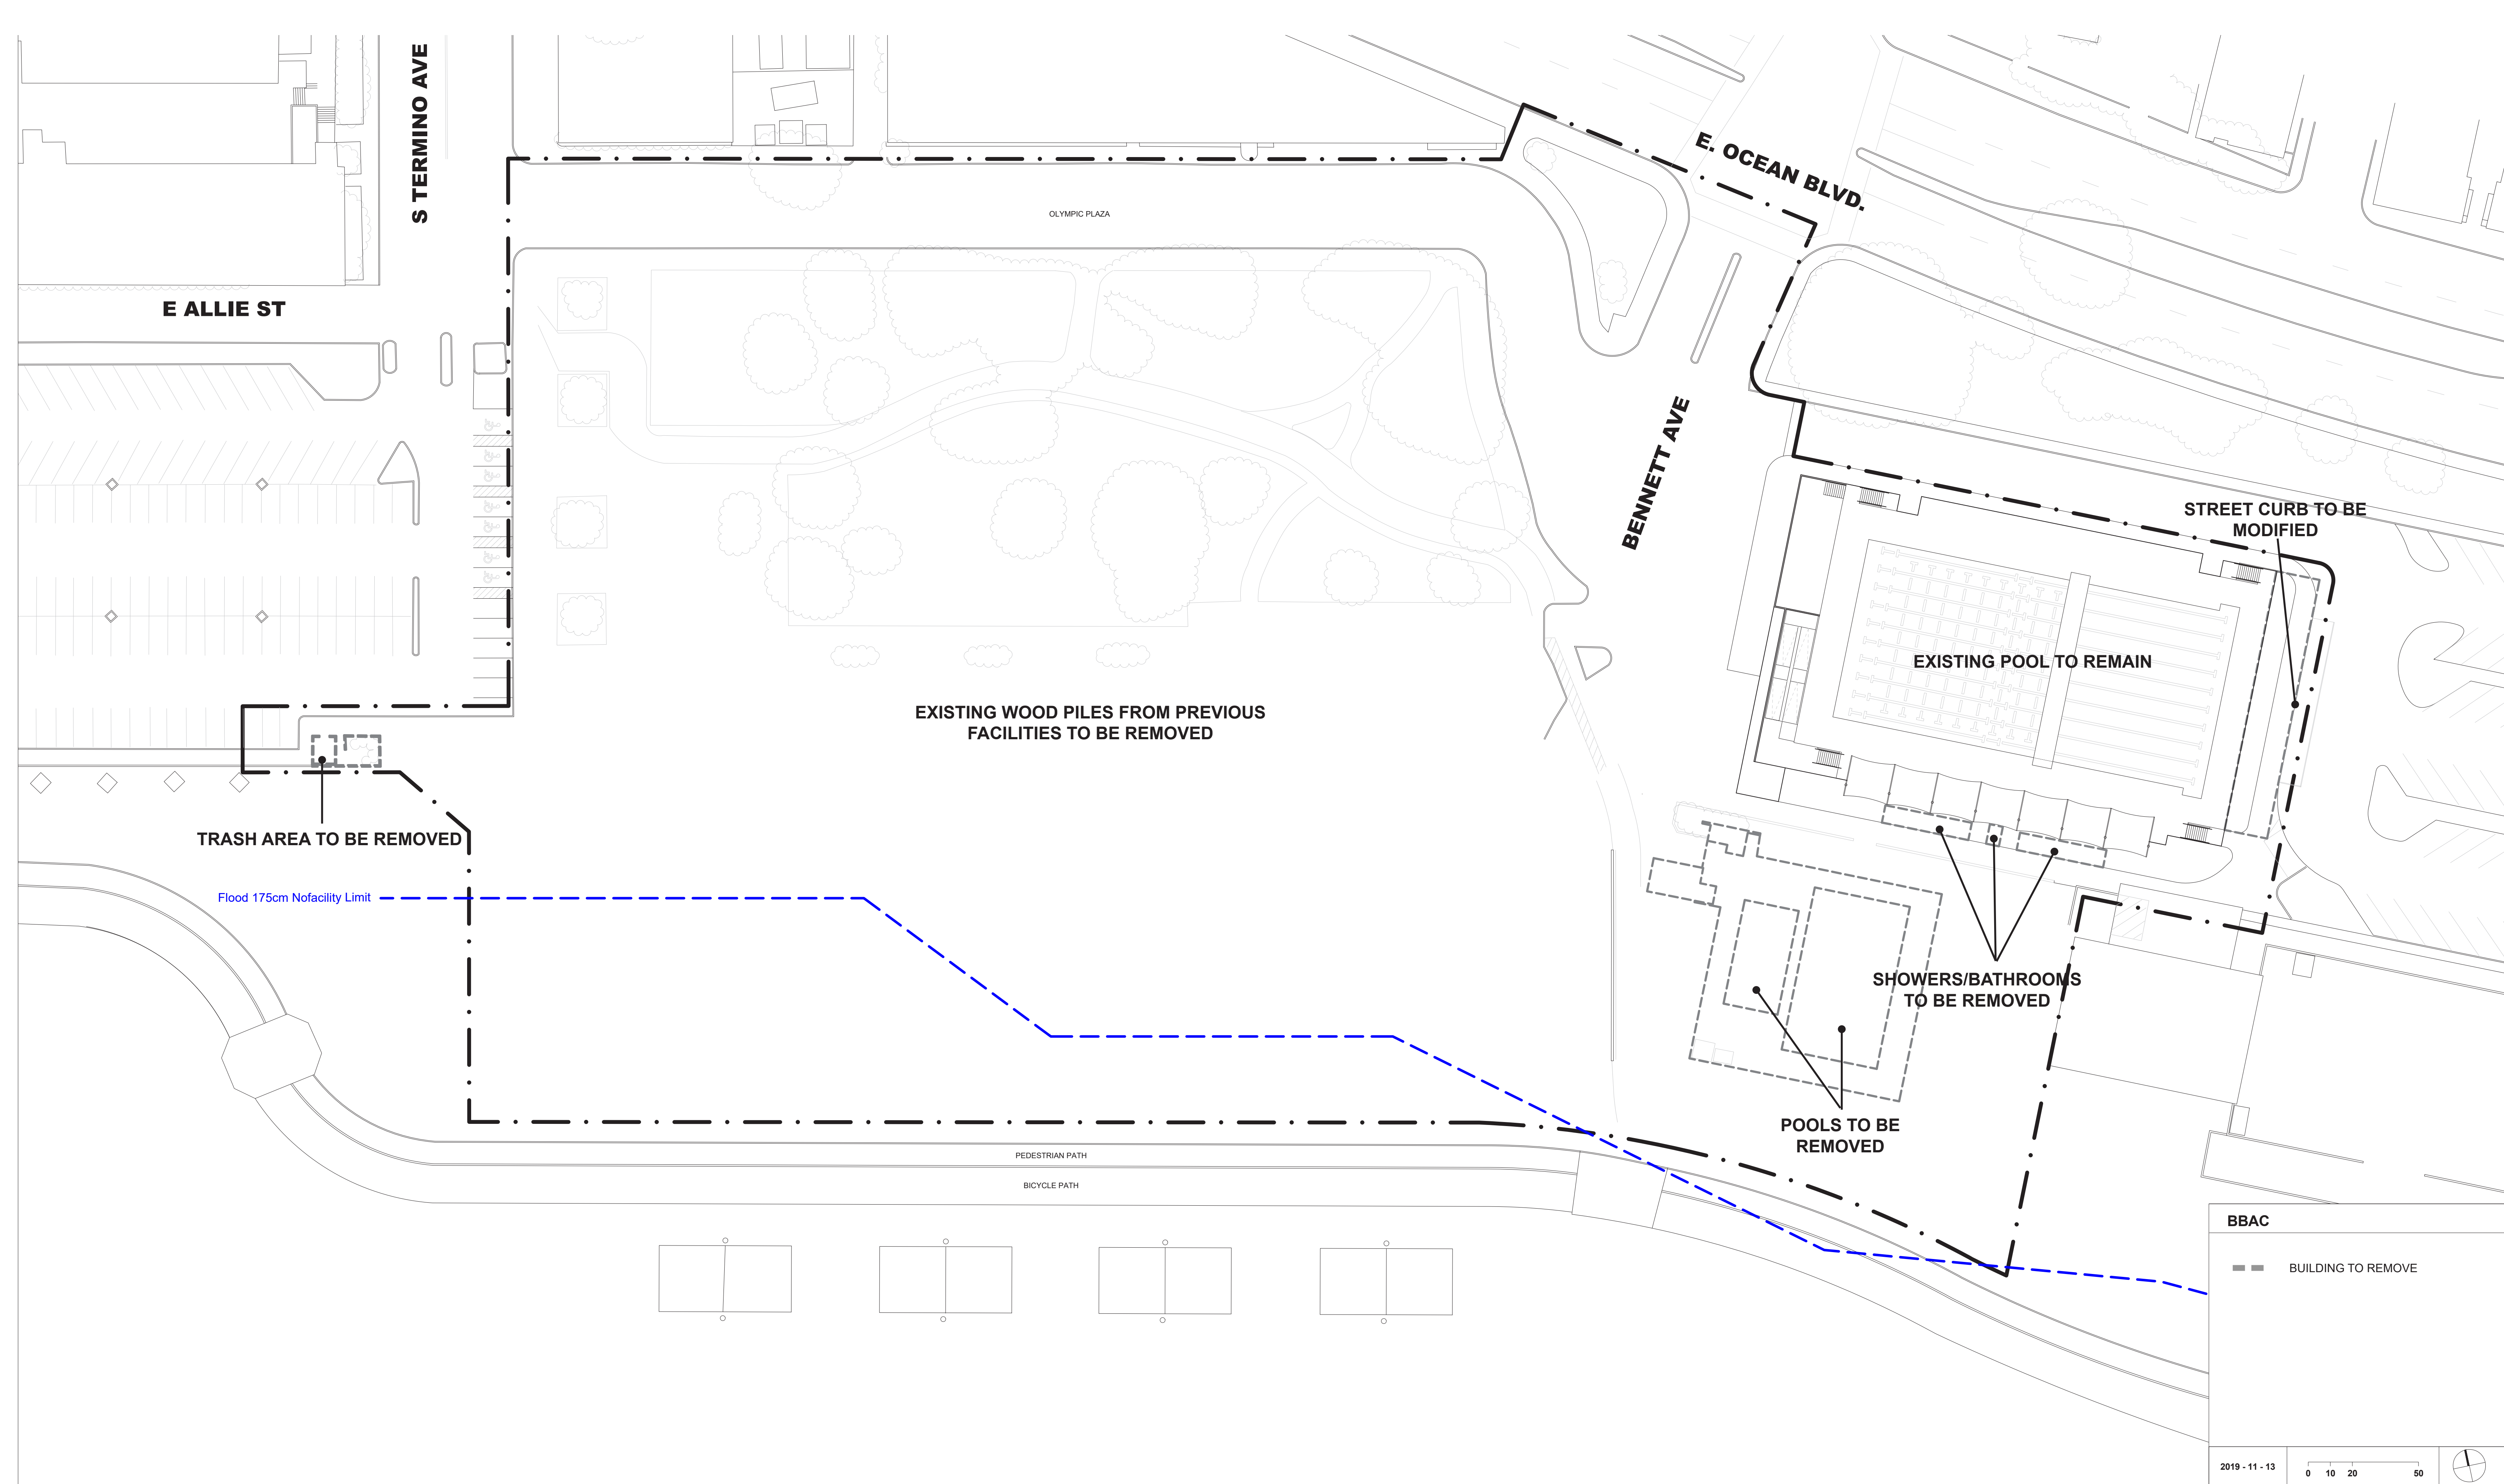 S TERMINO AVE
E. OCEAN BLVD.
OLYMPIC PLAZA
E ALLIE ST
BENNETT AVE
STREET CURB TO BE
MODIFIED
EXISTING POOL TO REMAIN
EXISTING WOOD PILES FROM PREVIOUS
FACILITIES TO BE REMOVED
TRASH AREA TO BE REMOVED
Flood 175cm Nofacility Limit
SHOWERS/BATHROOMS
TO BE REMOVED
POOLS TO BE
REMOVED
PEDESTRIAN PATH
BICYCLE PATH
BBAC
BUILDING TO REMOVE
2019 - 11 - 13
0 10 20 50